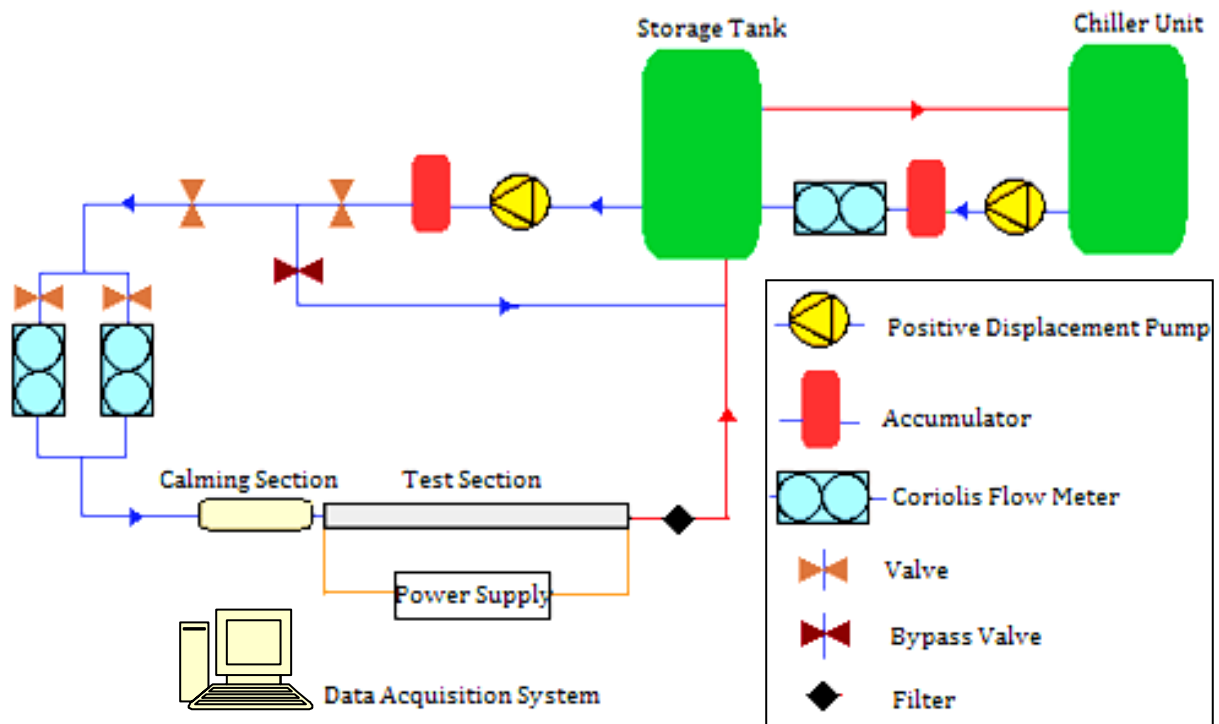 Storage Tank
Chiller Unit
Calming Section
Test Section
Power Supply
Data Acquisition System
Positive Displacement Pump
Accumulator
Coriolis Flow Meter
Valve
Bypass Valve
Filter